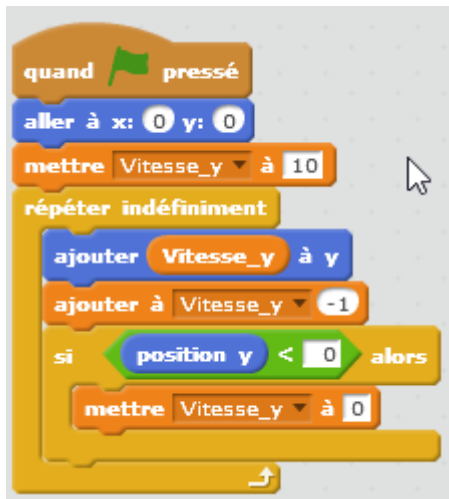 quand pressé
aller à x: 0 y: 0
mettre Vitesse_y à 10
répéter indéfiniment
ajouter Vitesse_y à y
ajouter à Vitesse_y -1
si position y < 0 alors
mettre Vitesse_y à 0